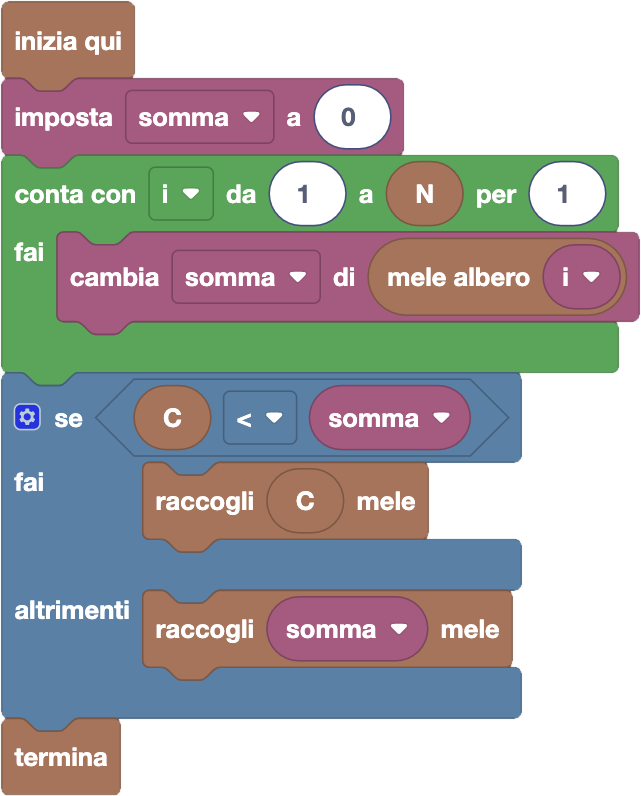 inizia qui
imposta somma a 0
conta con i da 1 a N per 1
fai cambia somma di mele albero i
se C < somma
fai raccogli C mele
altrimenti raccogli somma mele
termina